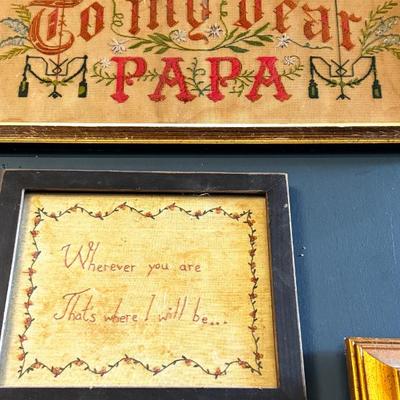 To my dear
PAPA
Wherever you are
Thats where I will be...